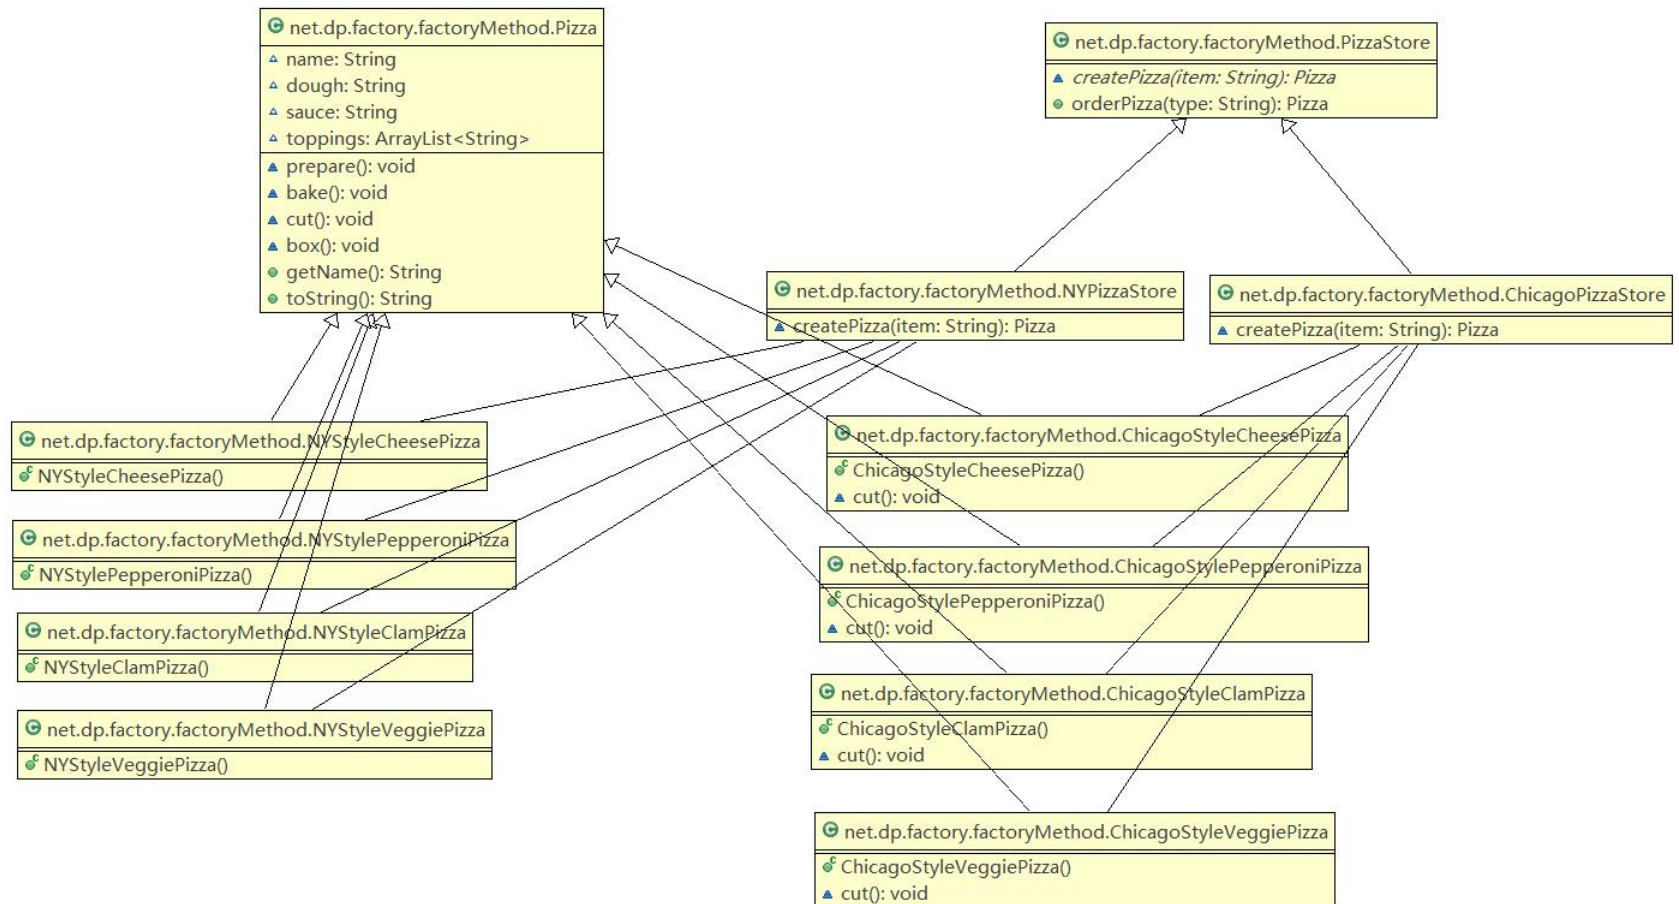 net.dp.factory.factoryMethod.Pizza
name: String
dough: String
sauce: String
toppings: ArrayList<String>
prepare(): void
bake(): void
cut(): void
box(): void
getName(): String
toString(): String
net.dp.factory.factoryMethod.PizzaStore
createPizza(item: String): Pizza
orderPizza(type: String): Pizza
net.dp.factory.factoryMethod.NYPizzaStore
createPizza(item: String): Pizza
net.dp.factory.factoryMethod.ChicagoPizzaStore
createPizza(item: String): Pizza
net.dp.factory.factoryMethod.NYStyleCheesePizza
NYStyleCheesePizza()
net.dp.factory.factoryMethod.NYStylePepperoniPizza
NYStylePepperoniPizza()
net.dp.factory.factoryMethod.NYStyleClamPizza
NYStyleClamPizza()
net.dp.factory.factoryMethod.NYStyleVeggiePizza
NYStyleVeggiePizza()
net.dp.factory.factoryMethod.ChicagoStyleCheesePizza
ChicagoStyleCheesePizza()
cut(): void
net.dp.factory.factoryMethod.ChicagoStylePepperoniPizza
ChicagoStylePepperoniPizza()
cut(): void
net.dp.factory.factoryMethod.ChicagoStyleClamPizza
ChicagoStyleClamPizza()
cut(): void
net.dp.factory.factoryMethod.ChicagoStyleVeggiePizza
ChicagoStyleVeggiePizza()
cut(): void